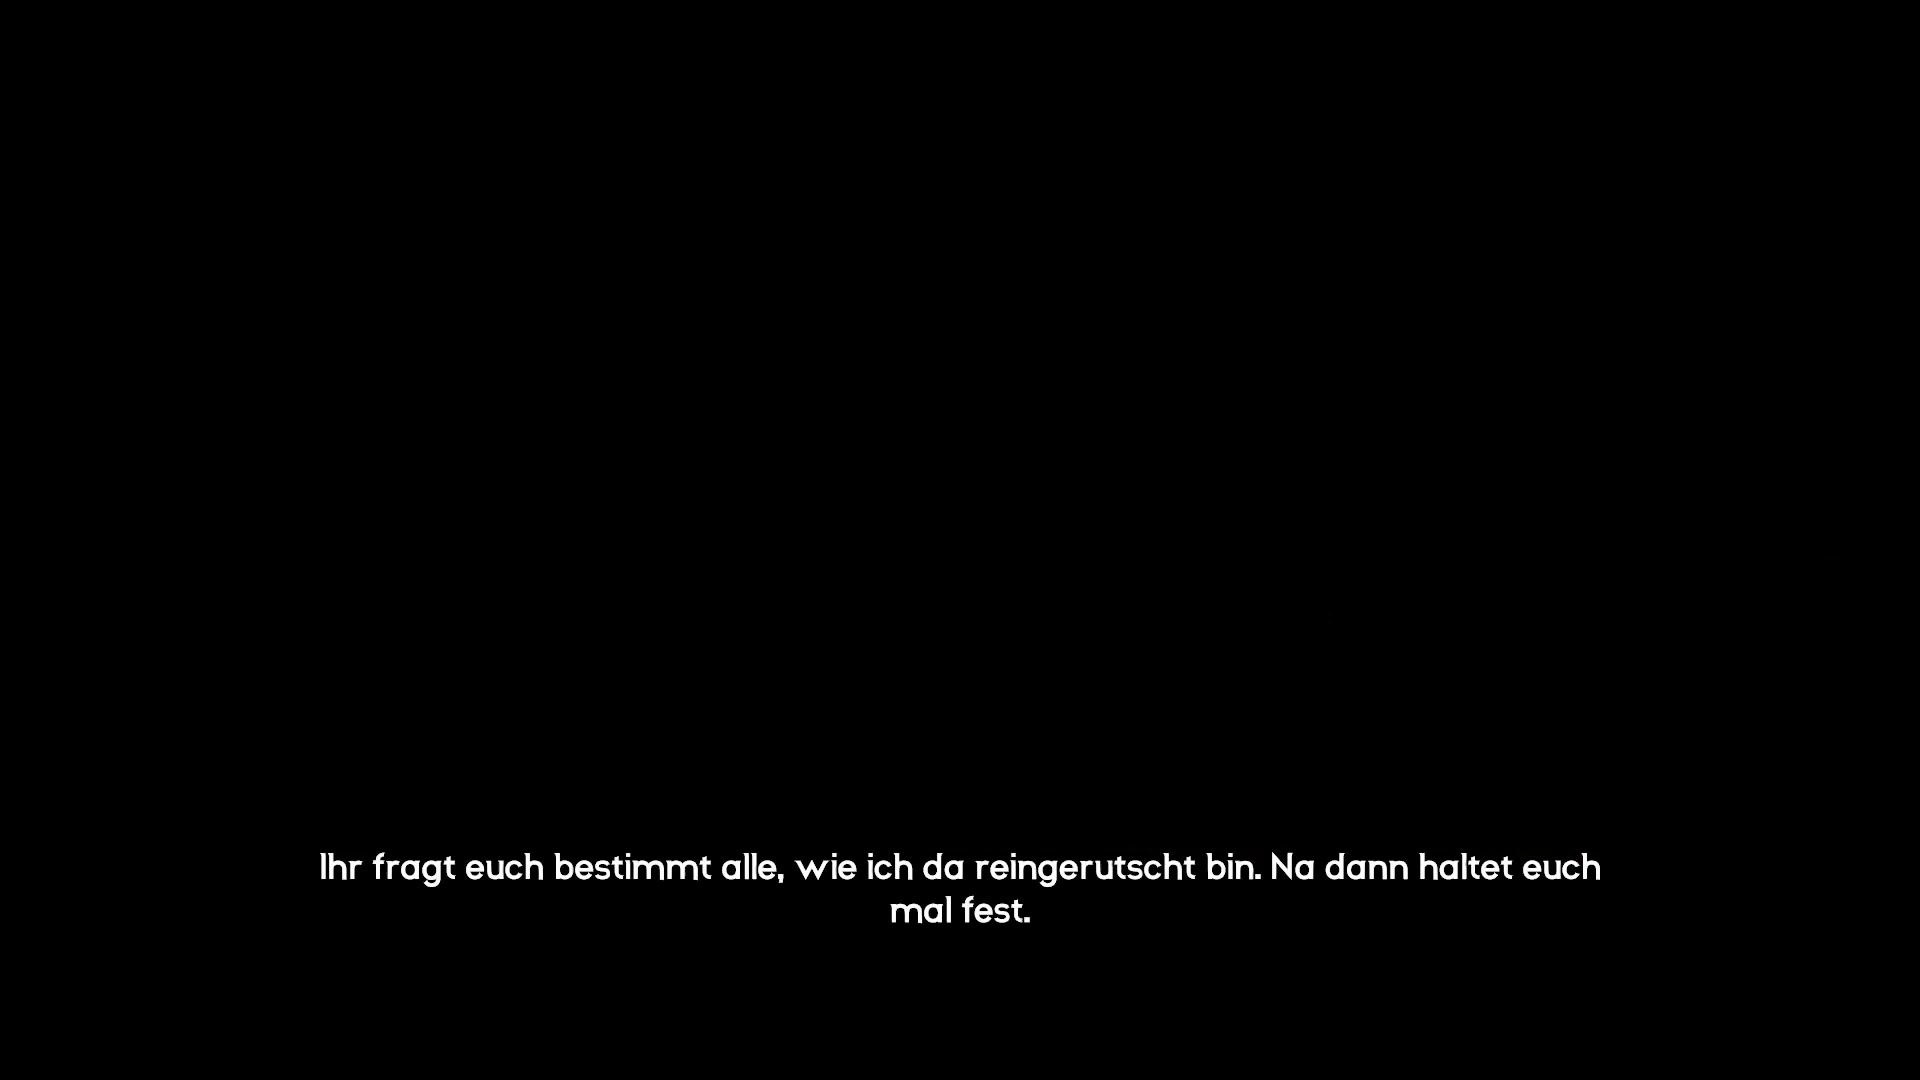 Ihr fragt euch bestimmt alle, wie ich da reingerutscht bin. Na dann haltet euch
mal fest.